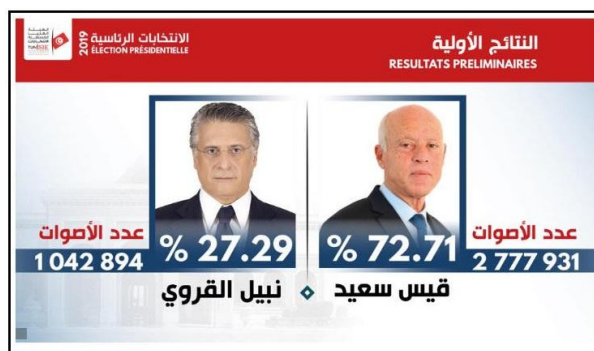 النتائج الأولية
RESULTATS PRELIMINAIRES
الانتخابات الرئاسية
ÉLECTION PRÉSIDENTIELLE
2019
عدد الأصوات
2 777 931
% 72.71
قيس سعيد
% 27.29
نبيل القروي
عدد الأصوات
1 042 894